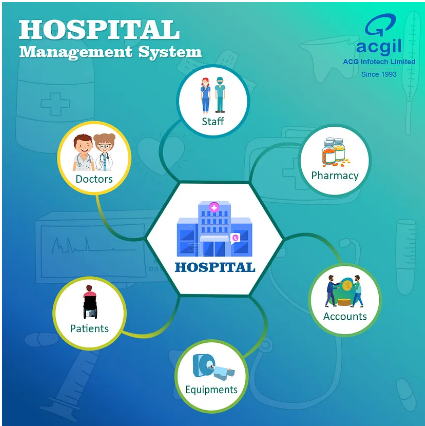 HOSPITAL
Management System
acgil
ACG Infotech Limited
Since 1993
Staff
Doctors
Pharmacy
HOSPITAL
Patients
Accounts
Equipments